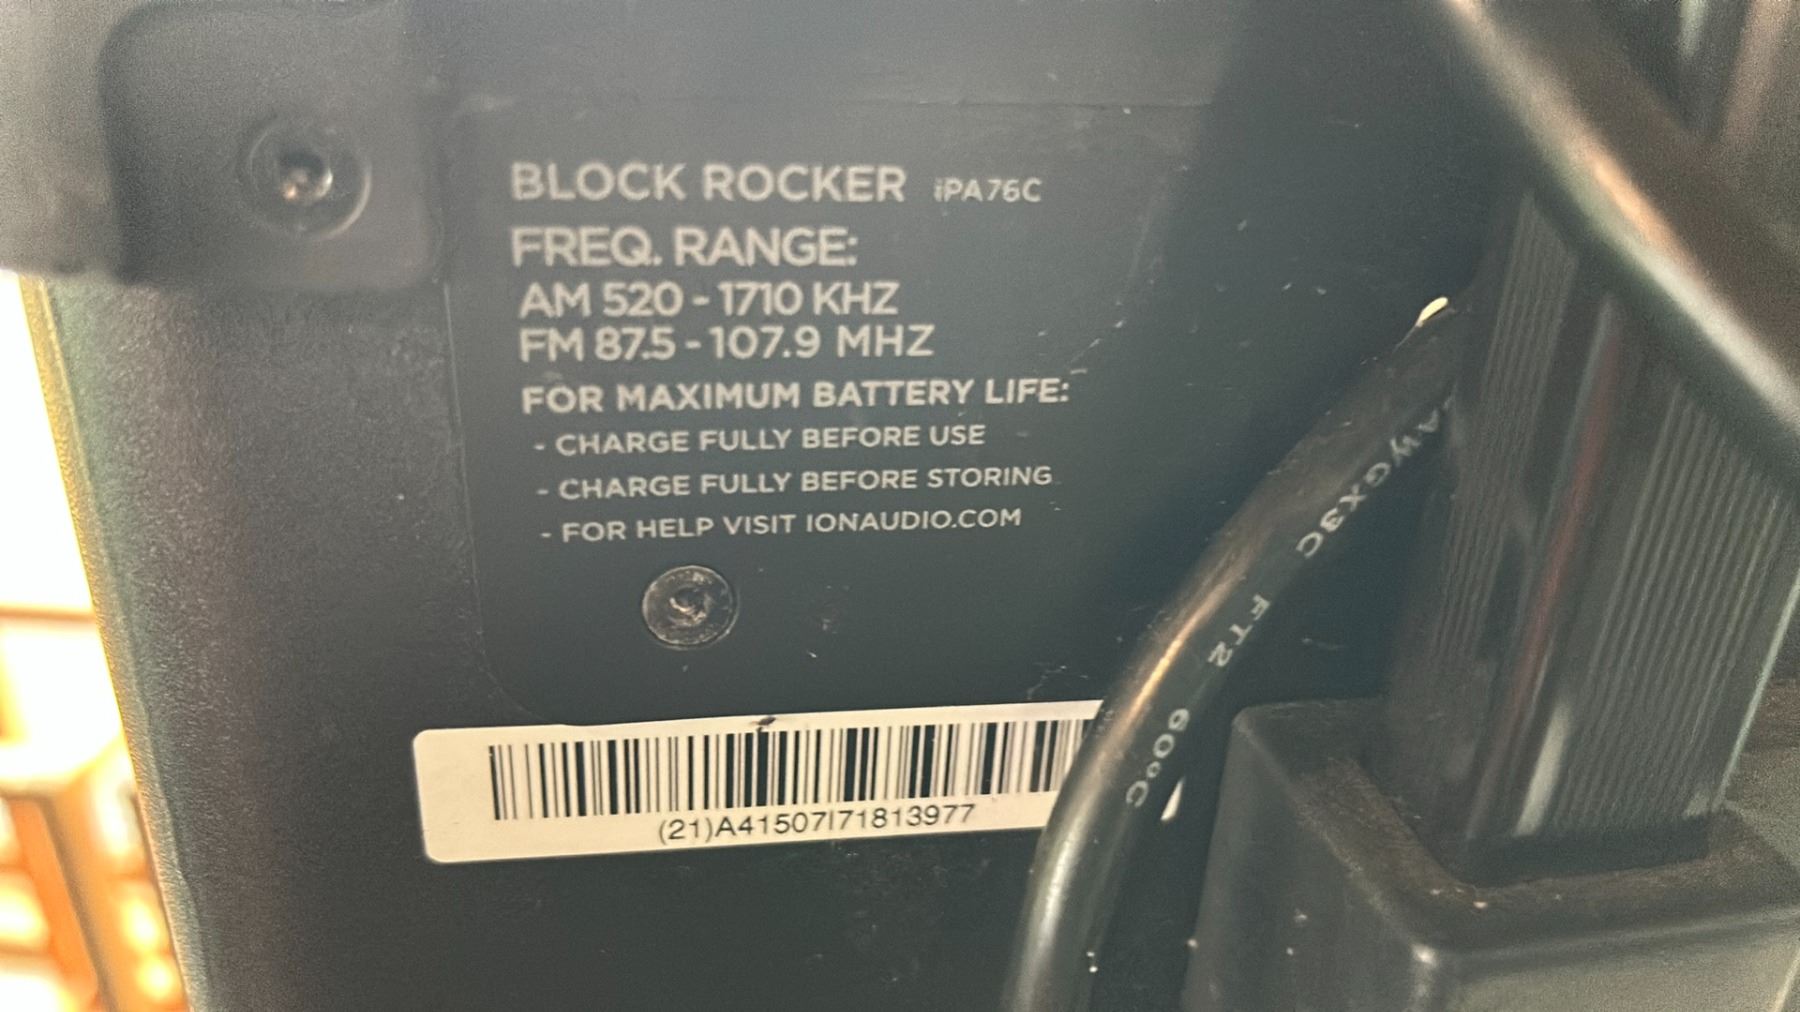 BLOCK ROCKER iPA76C
FREQ. RANGE:
AM 520 - 1710 KHZ
FM 87.5 - 107.9 MHZ
FOR MAXIMUM BATTERY LIFE:
- CHARGE FULLY BEFORE USE
- CHARGE FULLY BEFORE STORING
- FOR HELP VISIT IONAUDIO.COM
(21)A41507I71813977
AWGX3C FT2 60°C